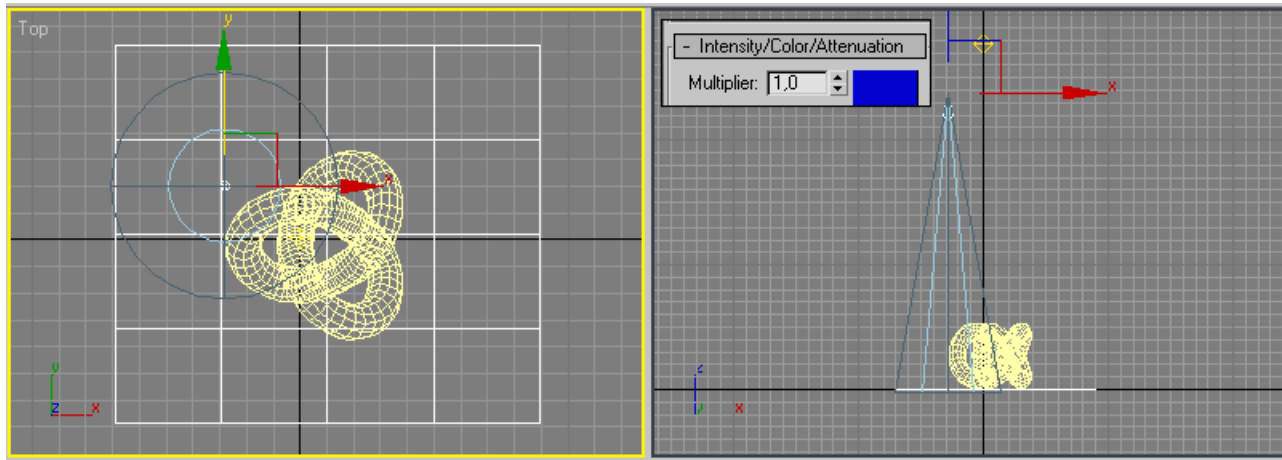 Top
y
x
y
z x
- Intensity/Color/Attenuation
Multiplier: 1,0
x
z
y x